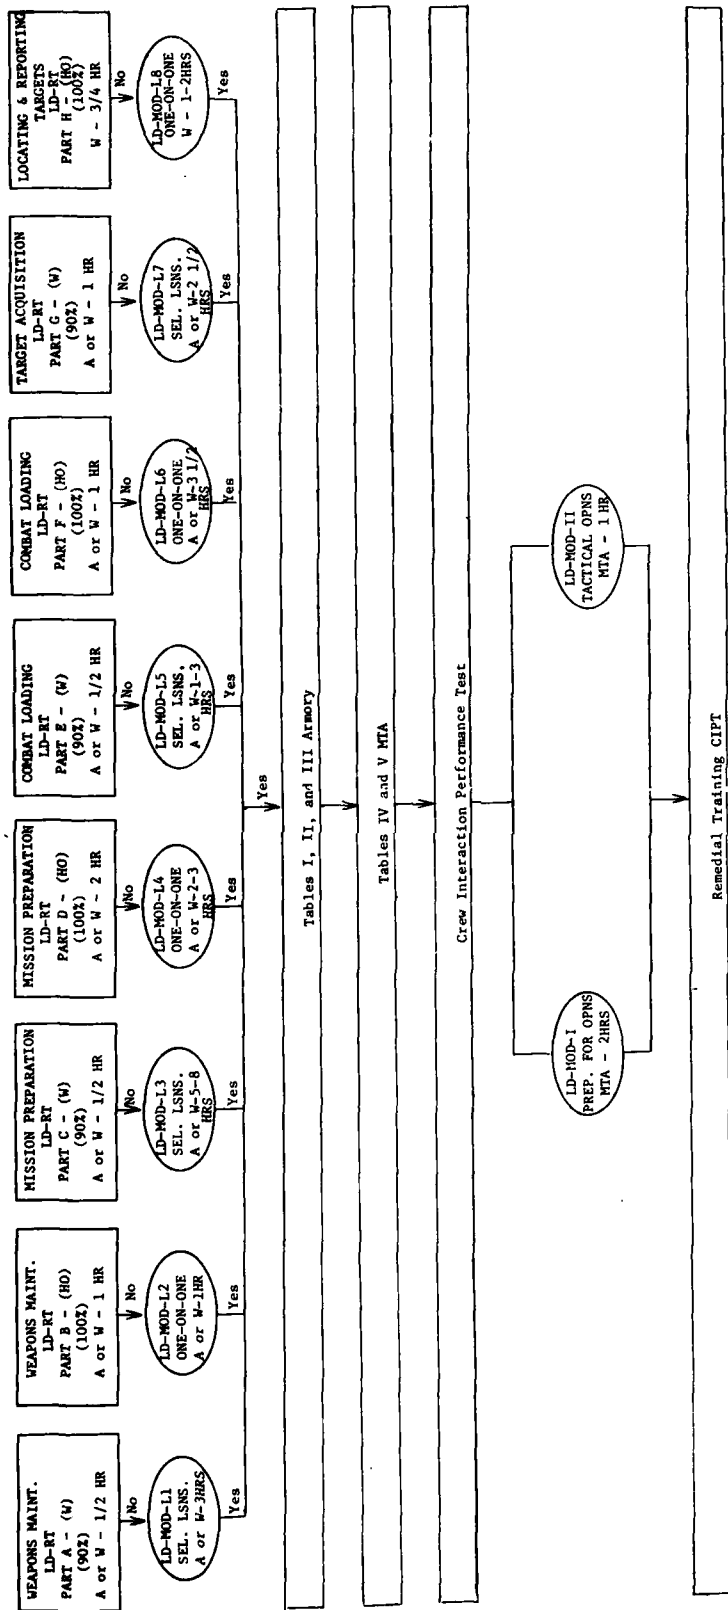 WEAPONS MAINT.
LD-RT
PART A - (W)
(90%)
A or W - 1/2 HR
WEAPONS MAINT.
LD-RT
PART B - (HO)
(100%)
A or W - 1 HR
MISSION PREPARATION
LD-RT
PART C - (W)
(90%)
A or W - 1/2 HR
MISSION PREPARATION
LD-RT
PART D - (HO)
(100%)
A or W - 2 HR
COMBAT LOADING
LD-RT
PART E - (W)
(90%)
A or W - 1/2 HR
COMBAT LOADING
LD-RT
PART F - (HO)
(100%)
A or W - 1 HR
TARGET ACQUISITION
LD-RT
PART G - (W)
(90%)
A or W - 1 HR
LOCATING & REPORTING
TARGETS
LD-RT
PART H - (HO)
(100%)
W - 3/4 HR
No
No
No
No
No
No
No
No
LD-MOD-L1
SEL. LSNS.
A or W-3HRS
LD-MOD-L2
ONE-ON-ONE
A or W-1HR
LD-MOD-L3
SEL. LSNS.
A or W-5-8
HRS
LD-MOD-L4
ONE-ON-ONE
A or W-2-3
HRS
LD-MOD-L5
SEL. LSNS.
A or W-1-3
HRS
LD-MOD-L6
ONE-ON-ONE
A or W-3 1/2
HRS
LD-MOD-L7
SEL. LSNS.
A or W-2 1/2
HRS
LD-MOD-L8
ONE-ON-ONE
W - 1-2HRS
Yes
Yes
Yes
Yes
Yes
Yes
Yes
Yes
Yes
Tables I, II, and III Armory
Tables IV and V MTA
Crew Interaction Performance Test
LD-MOD-I
PREP. FOR OPNS
MTA - 2HRS
LD-MOD-II
TACTICAL OPNS
MTA - 1HR
Remedial Training CIPT